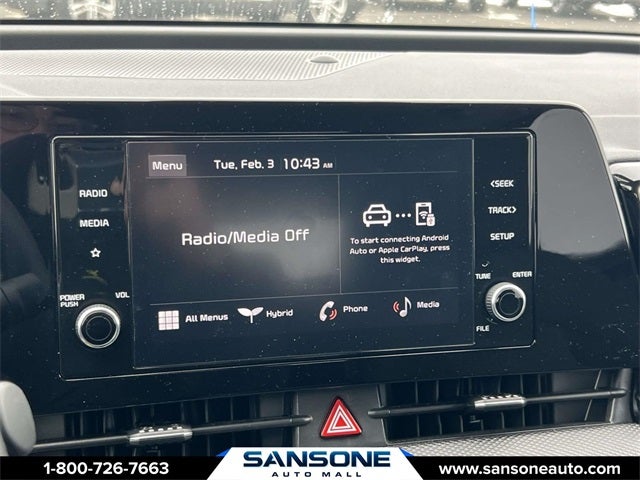 Menu Tue, Feb. 3 10:43 AM
RADIO
MEDIA
POWER
PUSH
VOL
Radio/Media Off
To start connecting Android
Auto or Apple CarPlay, press
this widget.
All Menus Hybrid Phone Media
<SEEK
TRACK>
SETUP
TUNE
ENTER
FILE
1-800-726-7663
SANSONE
AUTO MALL
www.sansoneauto.com